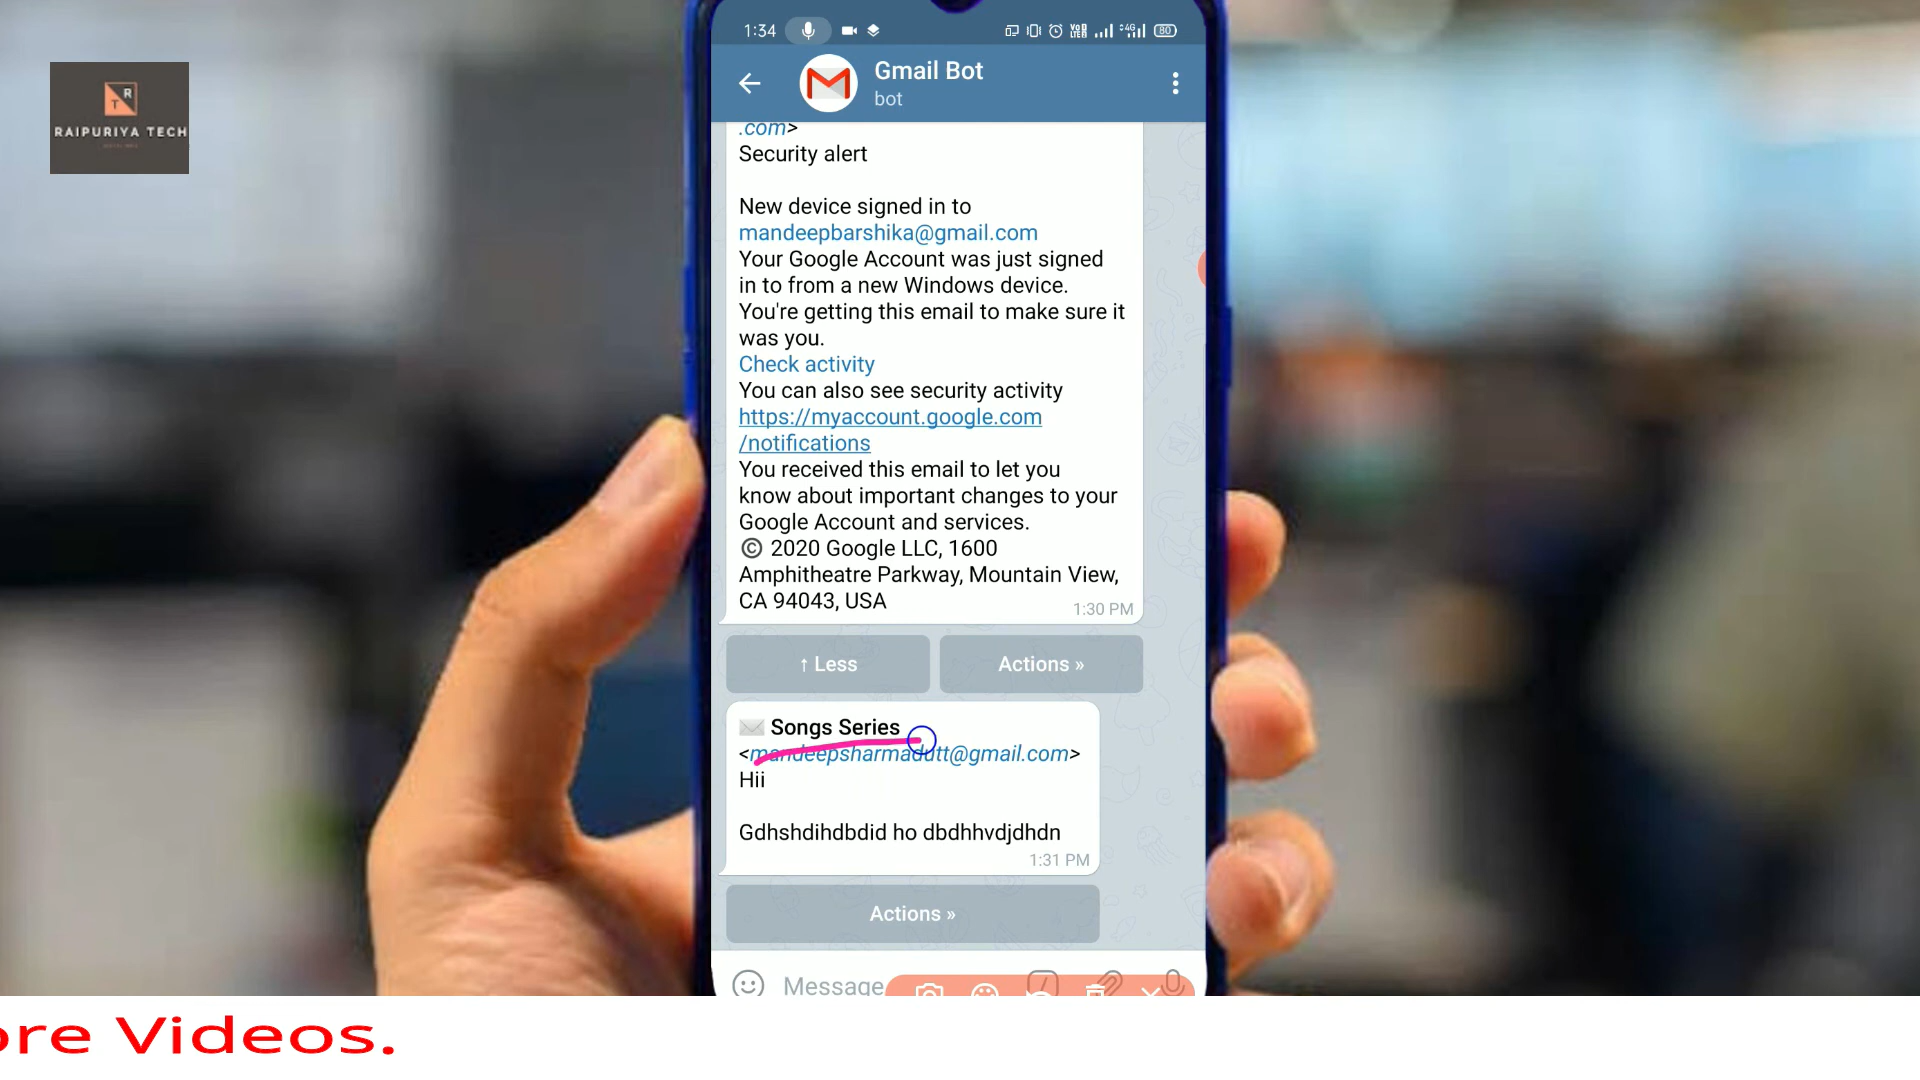 1:34
VoD LTE
4G
80
R
T
RAIPURIYA TECH
Gmail Bot
bot
.com>
Security alert
New device signed in to
mandeepbarshika@gmail.com
Your Google Account was just signed
in to from a new Windows device.
You're getting this email to make sure it
was you.
Check activity
You can also see security activity
https://myaccount.google.com
/notifications
You received this email to let you
know about important changes to your
Google Account and services.
© 2020 Google LLC, 1600
Amphitheatre Parkway, Mountain View,
CA 94043, USA
1:30 PM
↑ Less
Actions »
Songs Series
<mandeepsharmadutt@gmail.com>
Hii
Gdhshdihdbdid ho dbdhhvdjdhdn
1:31 PM
Actions »
Message
ore Videos.